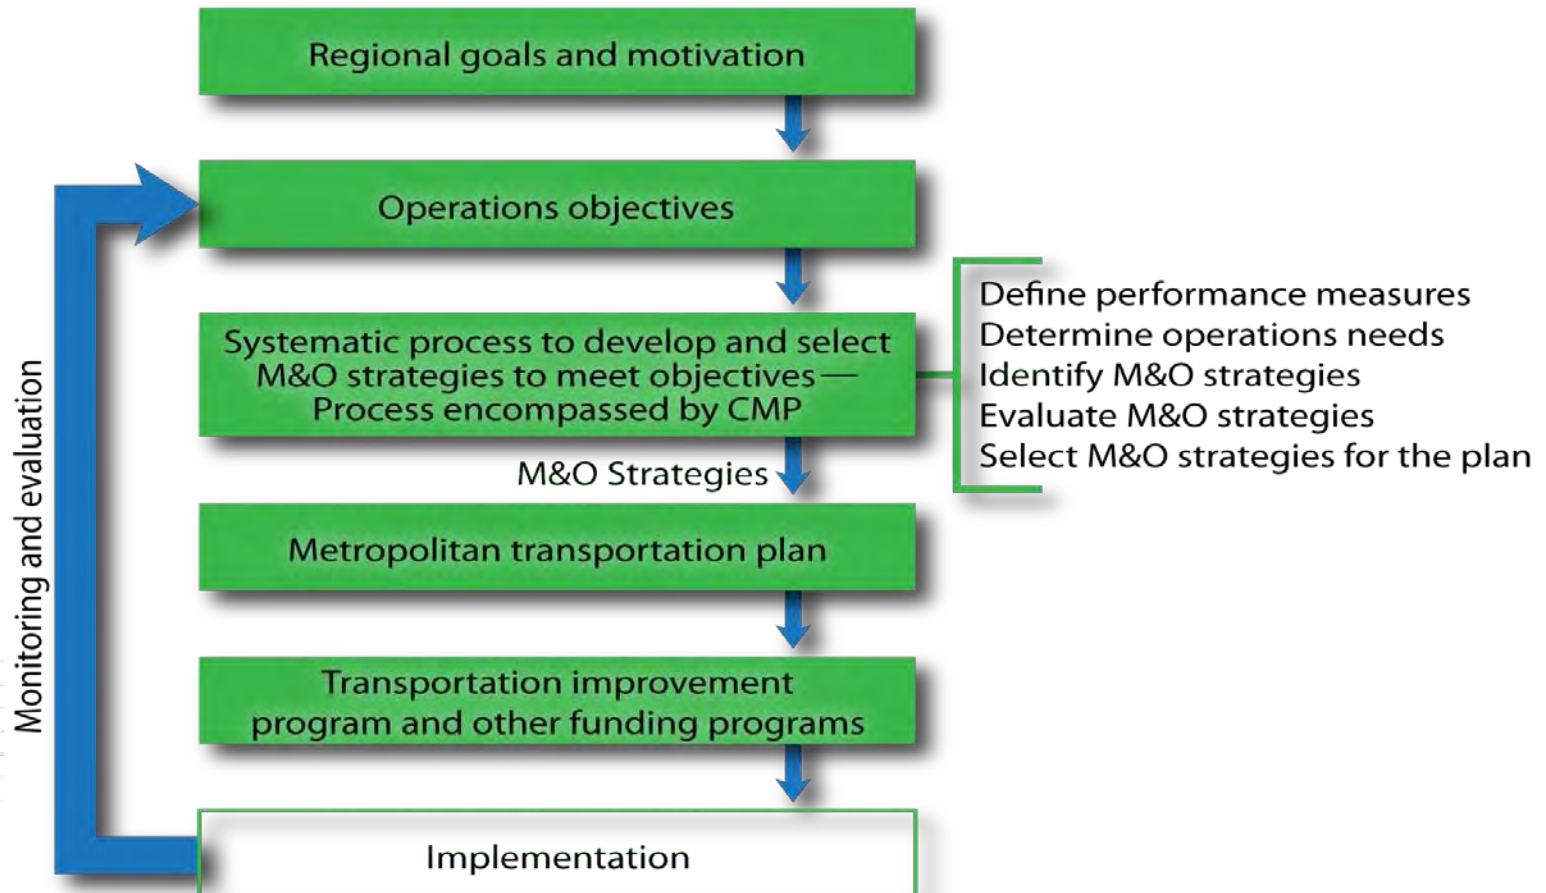 Regional goals and motivation
Operations objectives
Systematic process to develop and select
M&O strategies to meet objectives—
Process encompassed by CMP
Define performance measures
Determine operations needs
Identify M&O strategies
Evaluate M&O strategies
Select M&O strategies for the plan
M&O Strategies
Metropolitan transportation plan
Transportation improvement
program and other funding programs
Implementation
Monitoring and evaluation